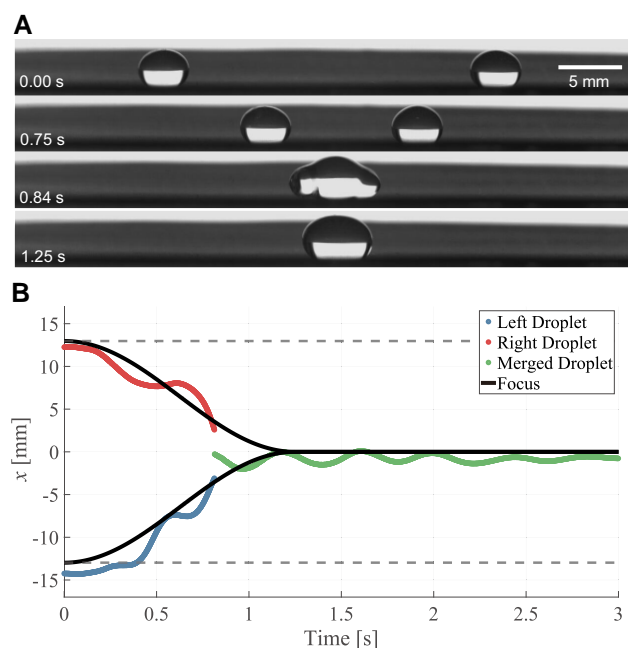 A
0.00 s
5 mm
0.75 s
0.84 s
1.25 s
B
Left Droplet
Right Droplet
Merged Droplet
Focus
15
10
5
0
-5
-10
-15
x [mm]
0
0.5
1
1.5
2
2.5
3
Time [s]